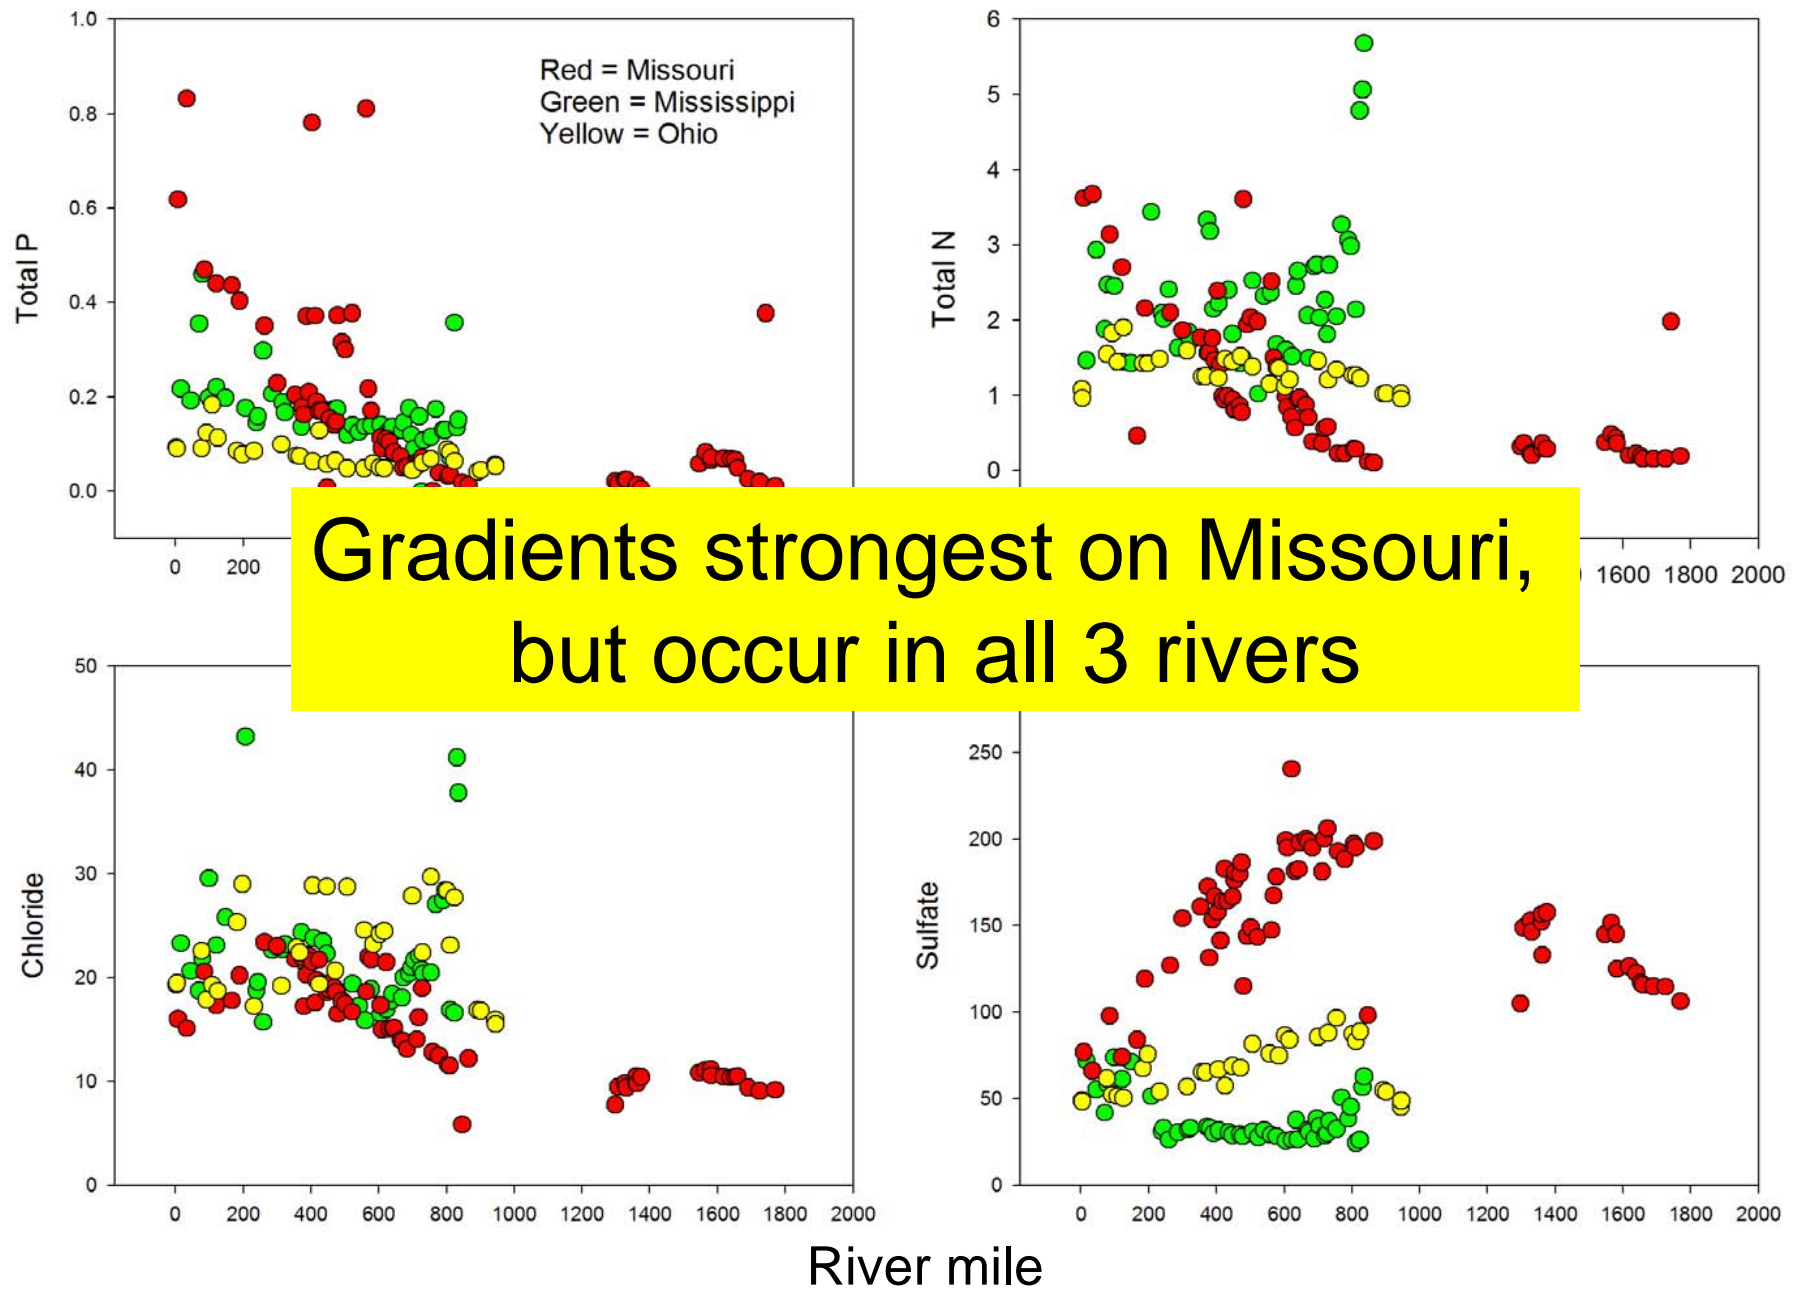 1.0
0.8
0.6
0.4
0.2
0.0
Total P
Red = Missouri
Green = Mississippi
Yellow = Ohio
0 200
6
5
4
3
2
1
0
Total N
1600 1800 2000
Gradients strongest on Missouri,
but occur in all 3 rivers
50
40
30
20
10
0
Chloride
0 200 400 600 800 1000 1200 1400 1600 1800 2000
250
200
150
100
50
0
Sulfate
0 200 400 600 800 1000 1200 1400 1600 1800 2000
River mile